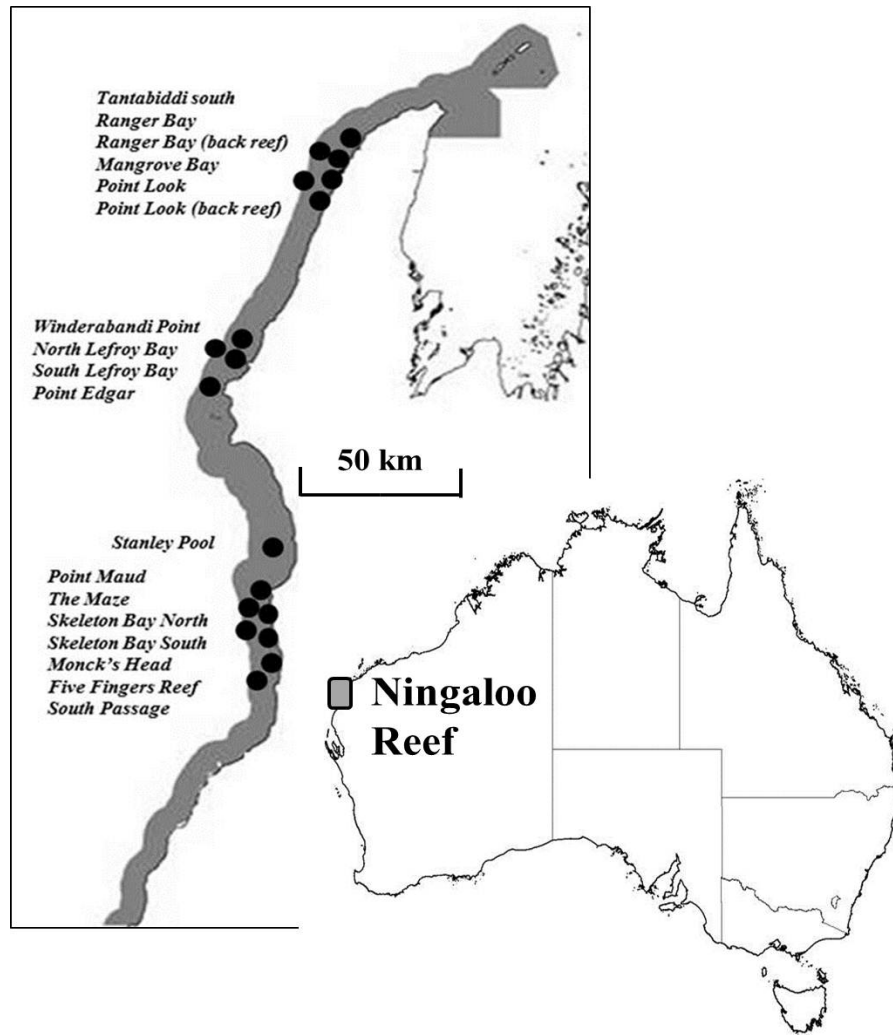 Tantabiddi south
Ranger Bay
Ranger Bay (back reef)
Mangrove Bay
Point Look
Point Look (back reef)
Winderabandi Point
North Lefroy Bay
South Lefroy Bay
Point Edgar
50 km
Stanley Pool
Point Maud
The Maze
Skeleton Bay North
Skeleton Bay South
Monck's Head
Five Fingers Reef
South Passage
Ningaloo
Reef